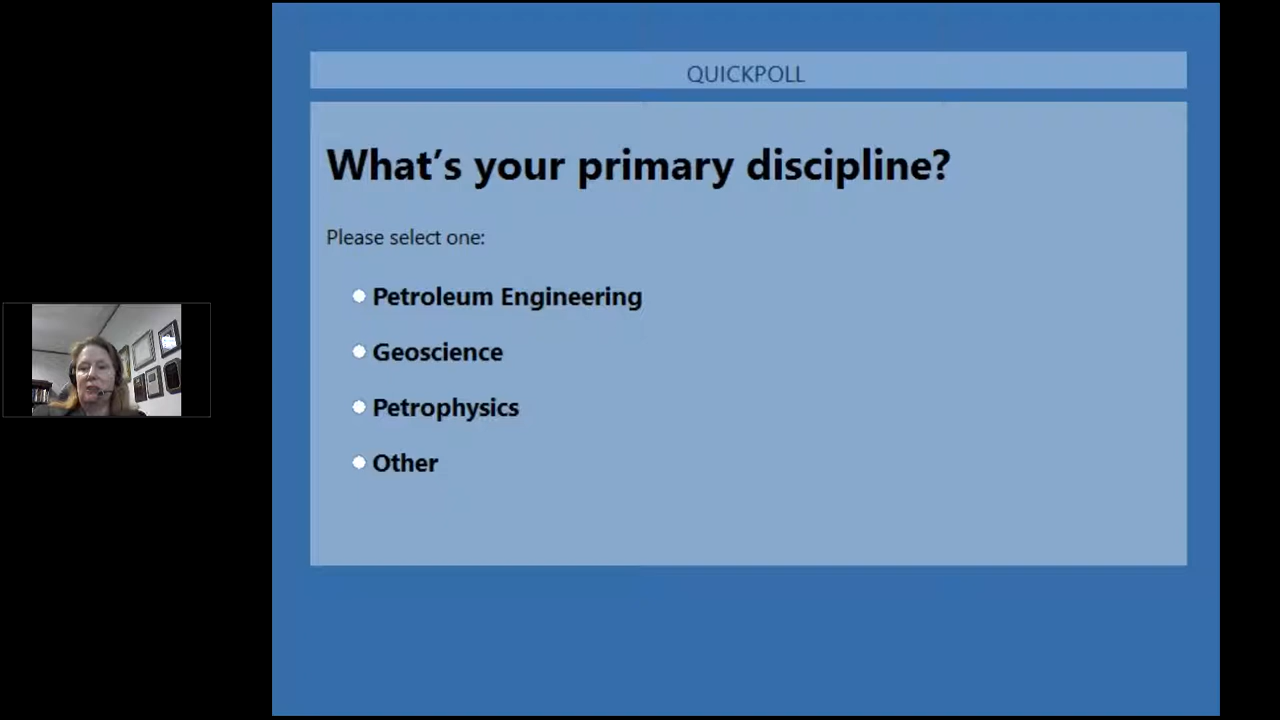 QUICKPOLL
What’s your primary discipline?
Please select one:
Petroleum Engineering
Geoscience
Petrophysics
Other